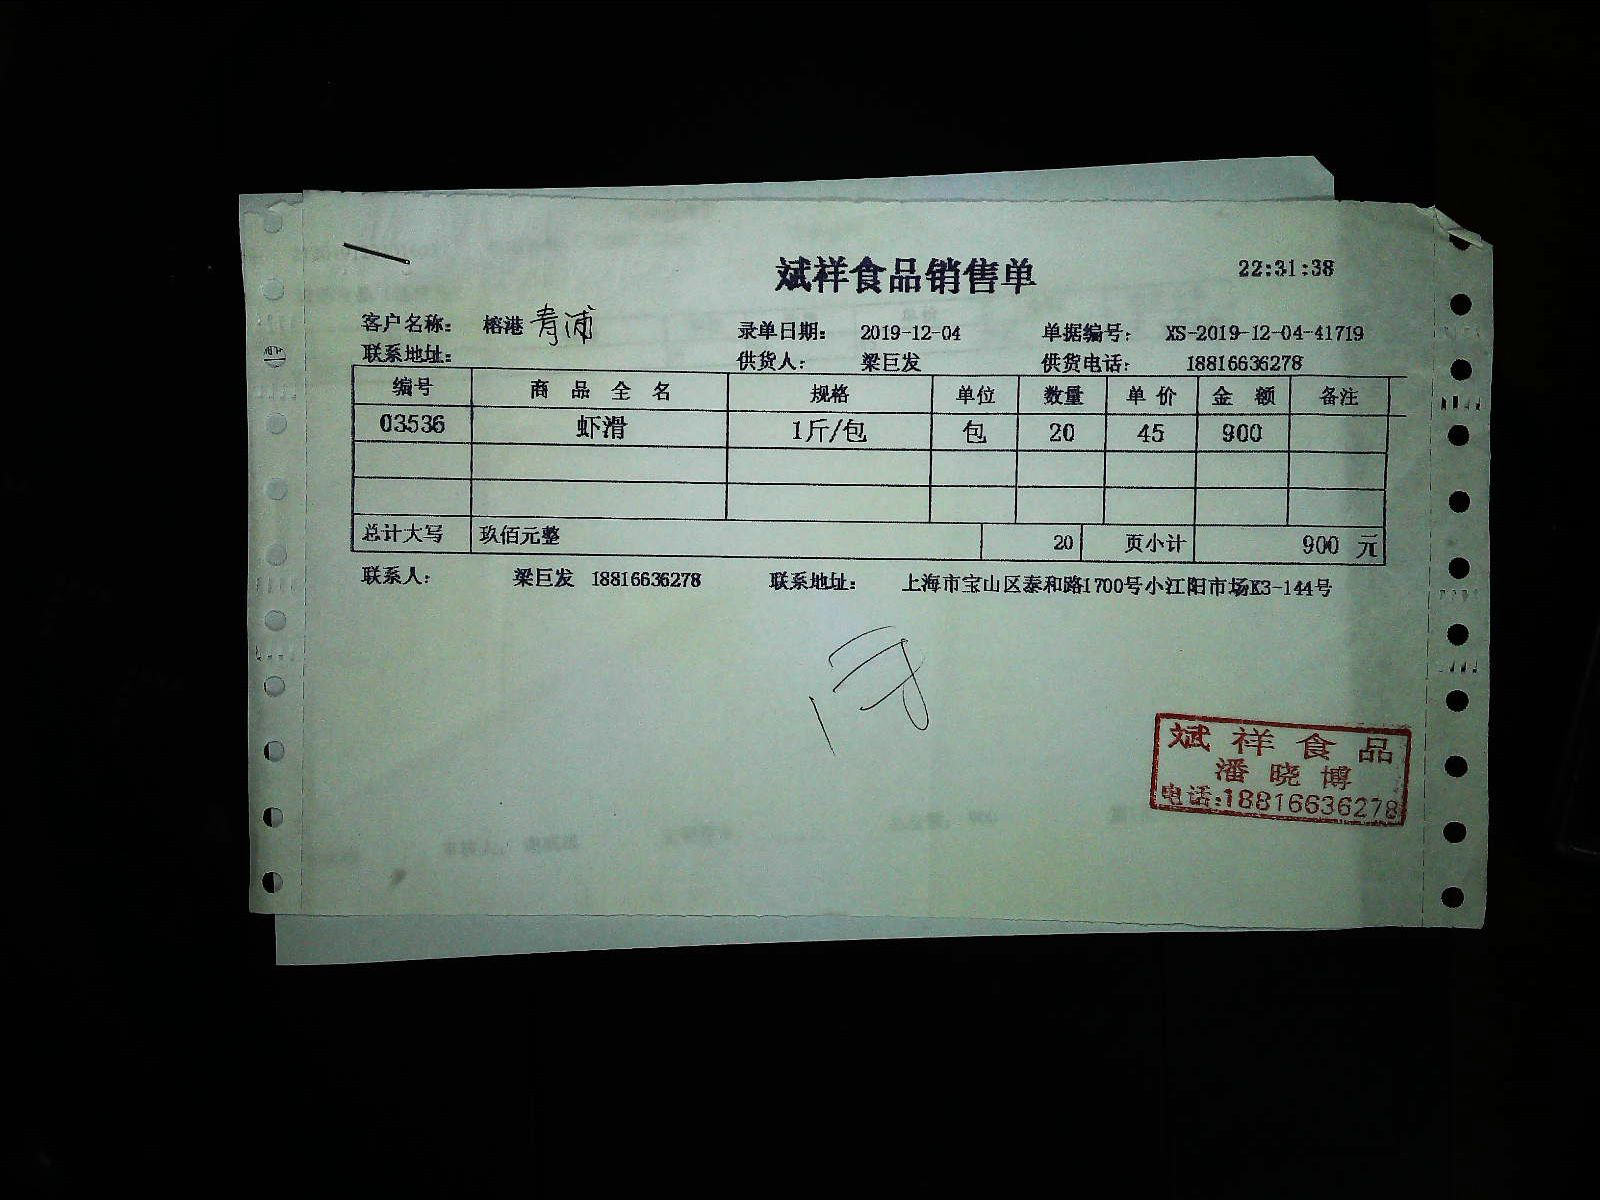 斌祥食品销售单 22:31:38
客户名称: 榕港 青浦 录单日期: 2019-12-04 单据编号: XS-2019-12-04-41719
联系地址: 供货人: 梁巨发 供货电话: 18816636278
编号 商品全名 规格 单位 数量 单价 金额 备注
03536 虾滑 1斤/包 包 20 45 900
总计大写 玖佰元整 20 页小计 900 元
联系人: 梁巨发 18816636278 联系地址: 上海市宝山区泰和路1700号小江阳市场K3-144号
斌祥食品
潘晓博
电话:18816636278